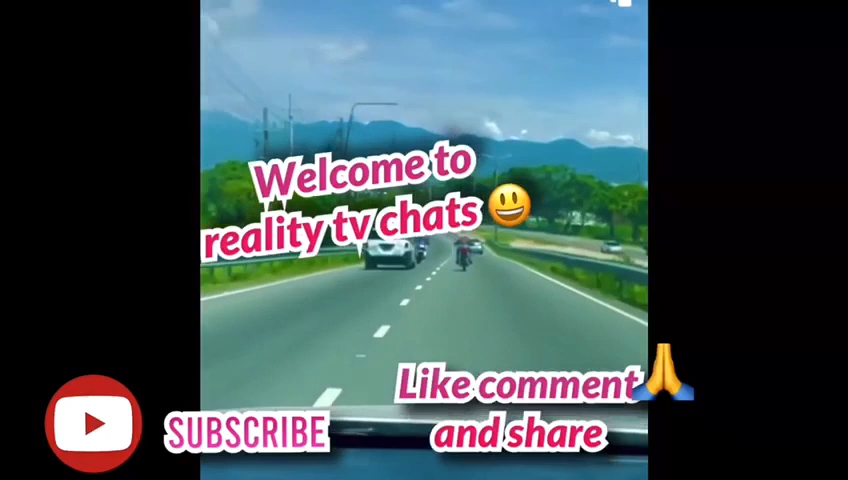 Welcome to
reality tv chats
Like comment
and share
SUBSCRIBE